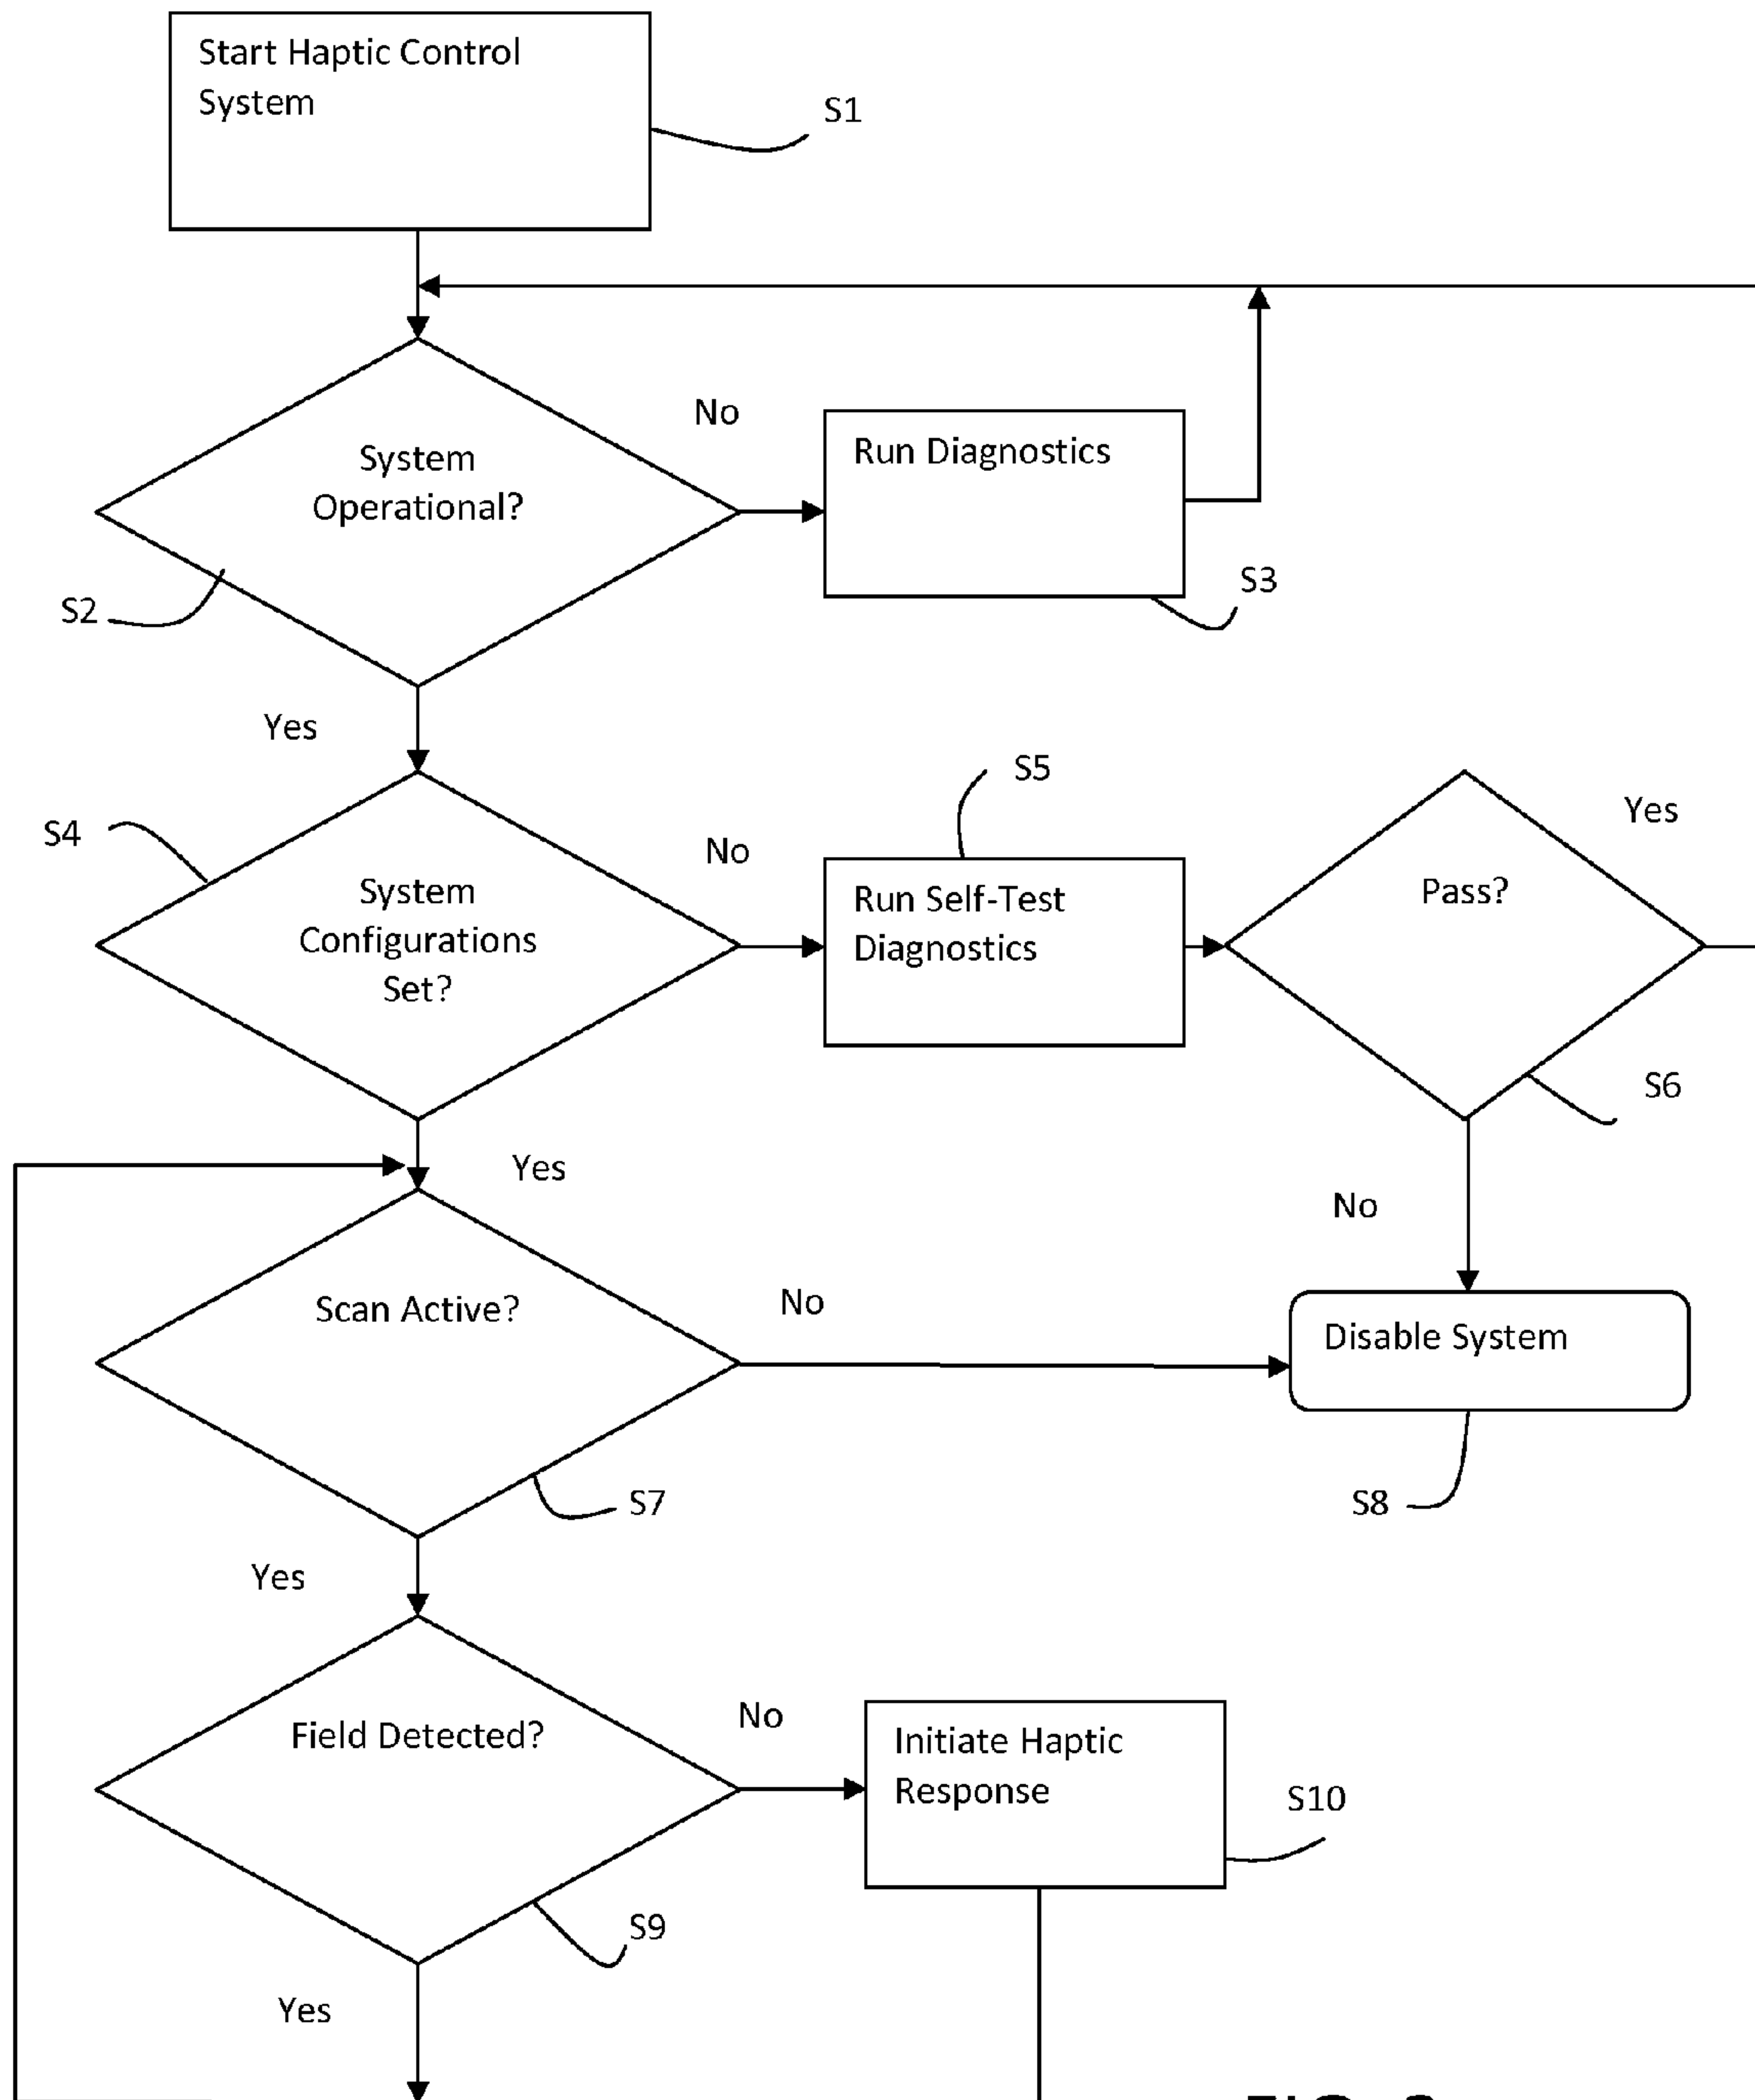 Start Haptic Control
System
S1
No
System
Operational?
Run Diagnostics
S2
S3
Yes
S5
S4
No
Yes
System
Configurations
Set?
Run Self-Test
Diagnostics
Pass?
S6
Yes
No
Scan Active?
No
Disable System
S7
S8
Yes
No
Field Detected?
Initiate Haptic
Response
S10
S9
Yes